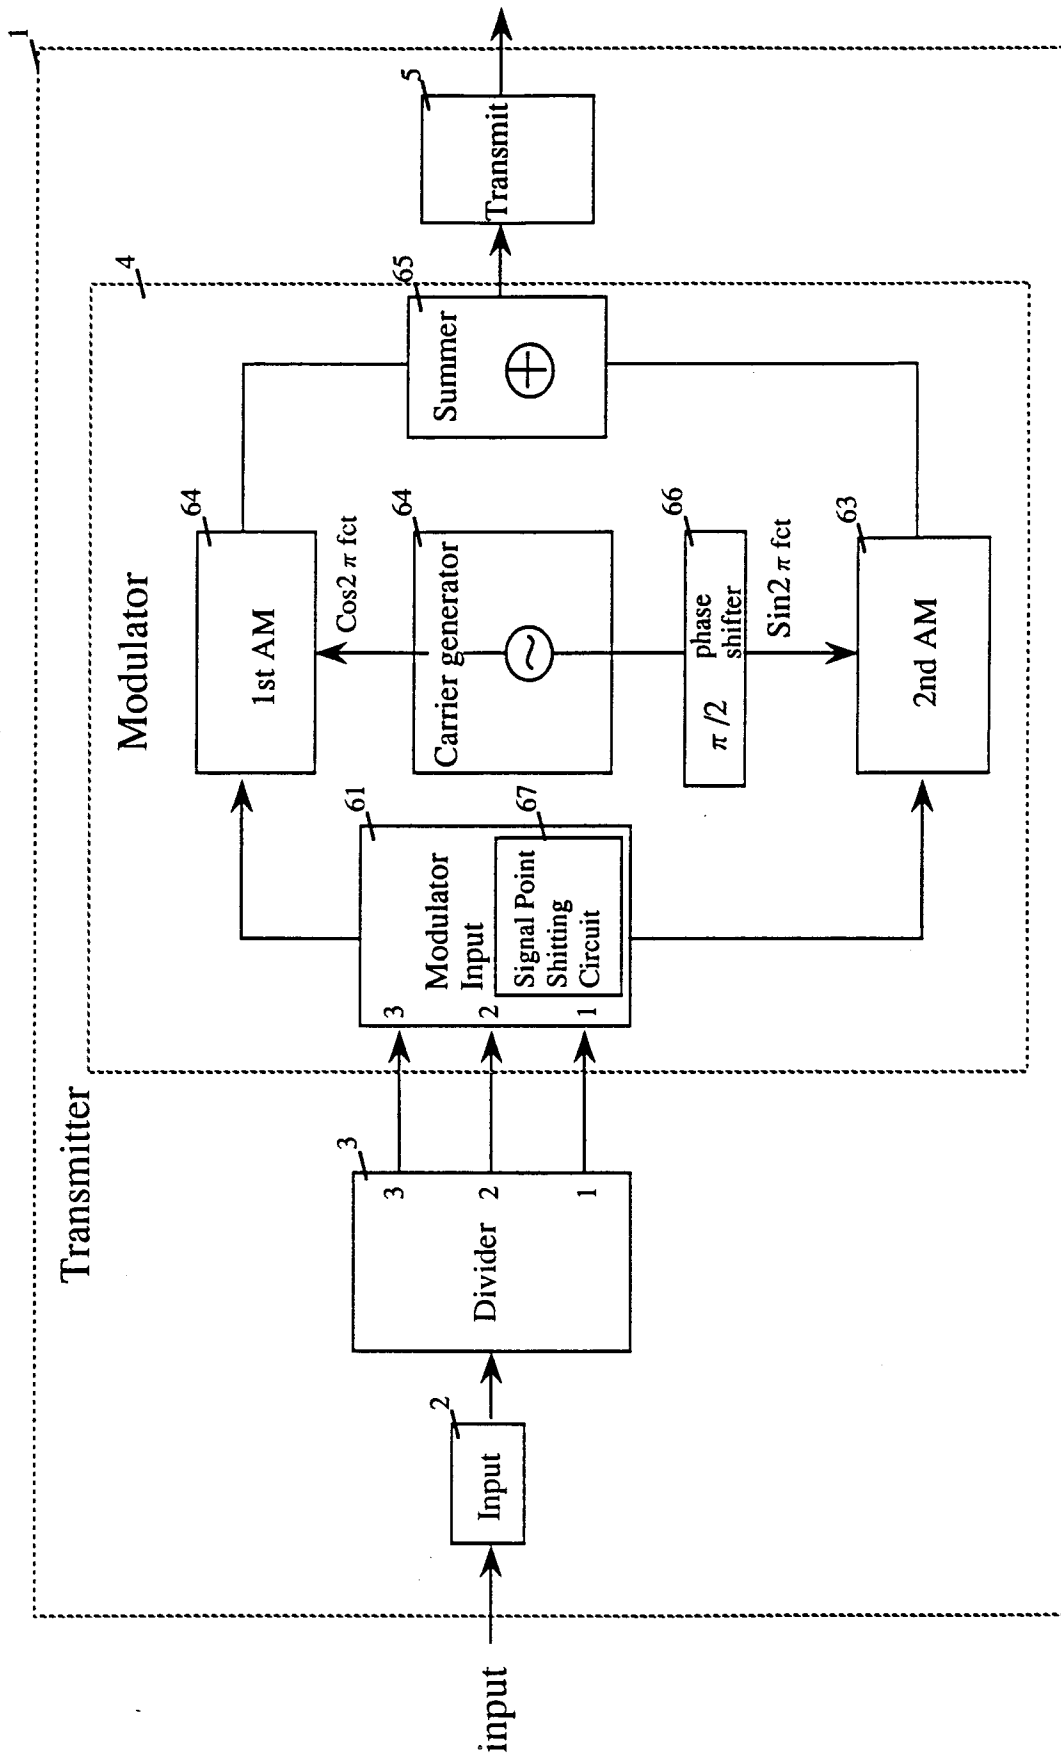 1
Transmitter
4
Modulator
input
2
Input
3
Divider
3
2
1
61
3
2
1
Modulator
Input
67
Signal Point
Shitting
Circuit
64
1st AM
Cos2 π fct
64
Carrier generator
~
66
π /2
phase
shifter
Sin2 π fct
63
2nd AM
65
Summer
+
5
Transmit